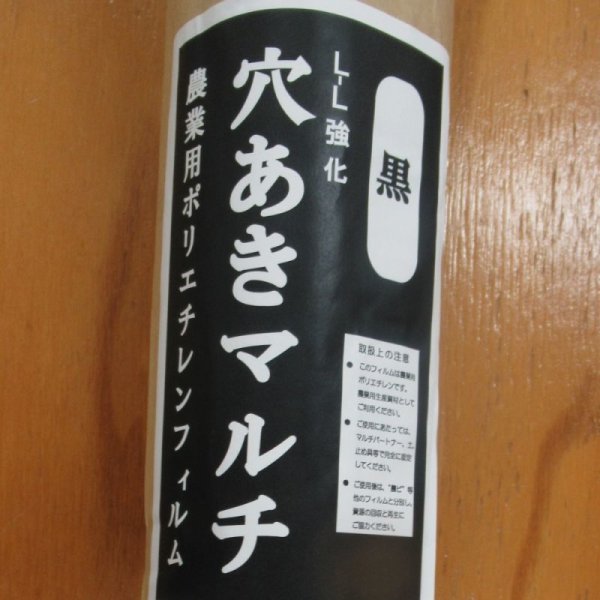 黒
L-L強化
穴あきマルチ
農業用ポリエチレンフィルム
取扱上の注意
● このフィルムは農業用
ポリエチレンです。
農業用生産資材として
ご利用ください。
● ご使用にあたっては、
マルチパートナー、土、
止め具等で完全に固定
してください。
● ご使用後は、“農ビ”等
他のフィルムと分別し、
資源の回収と再生に
ご協力ください。